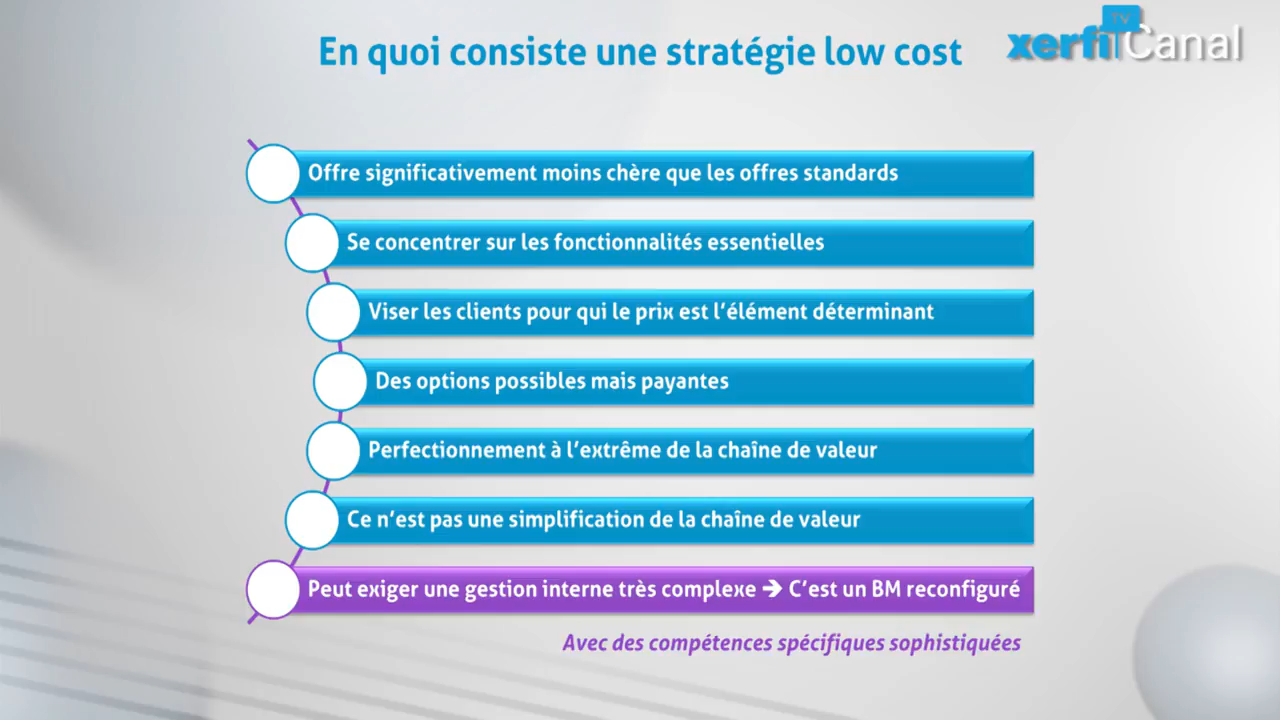 En quoi consiste une stratégie low cost
TV
xerfi Canal
Offre significativement moins chère que les offres standards
Se concentrer sur les fonctionnalités essentielles
Viser les clients pour qui le prix est l’élément déterminant
Des options possibles mais payantes
Perfectionnement à l’extrême de la chaîne de valeur
Ce n’est pas une simplification de la chaîne de valeur
Peut exiger une gestion interne très complexe ➔ C’est un BM reconfiguré
Avec des compétences spécifiques sophistiquées